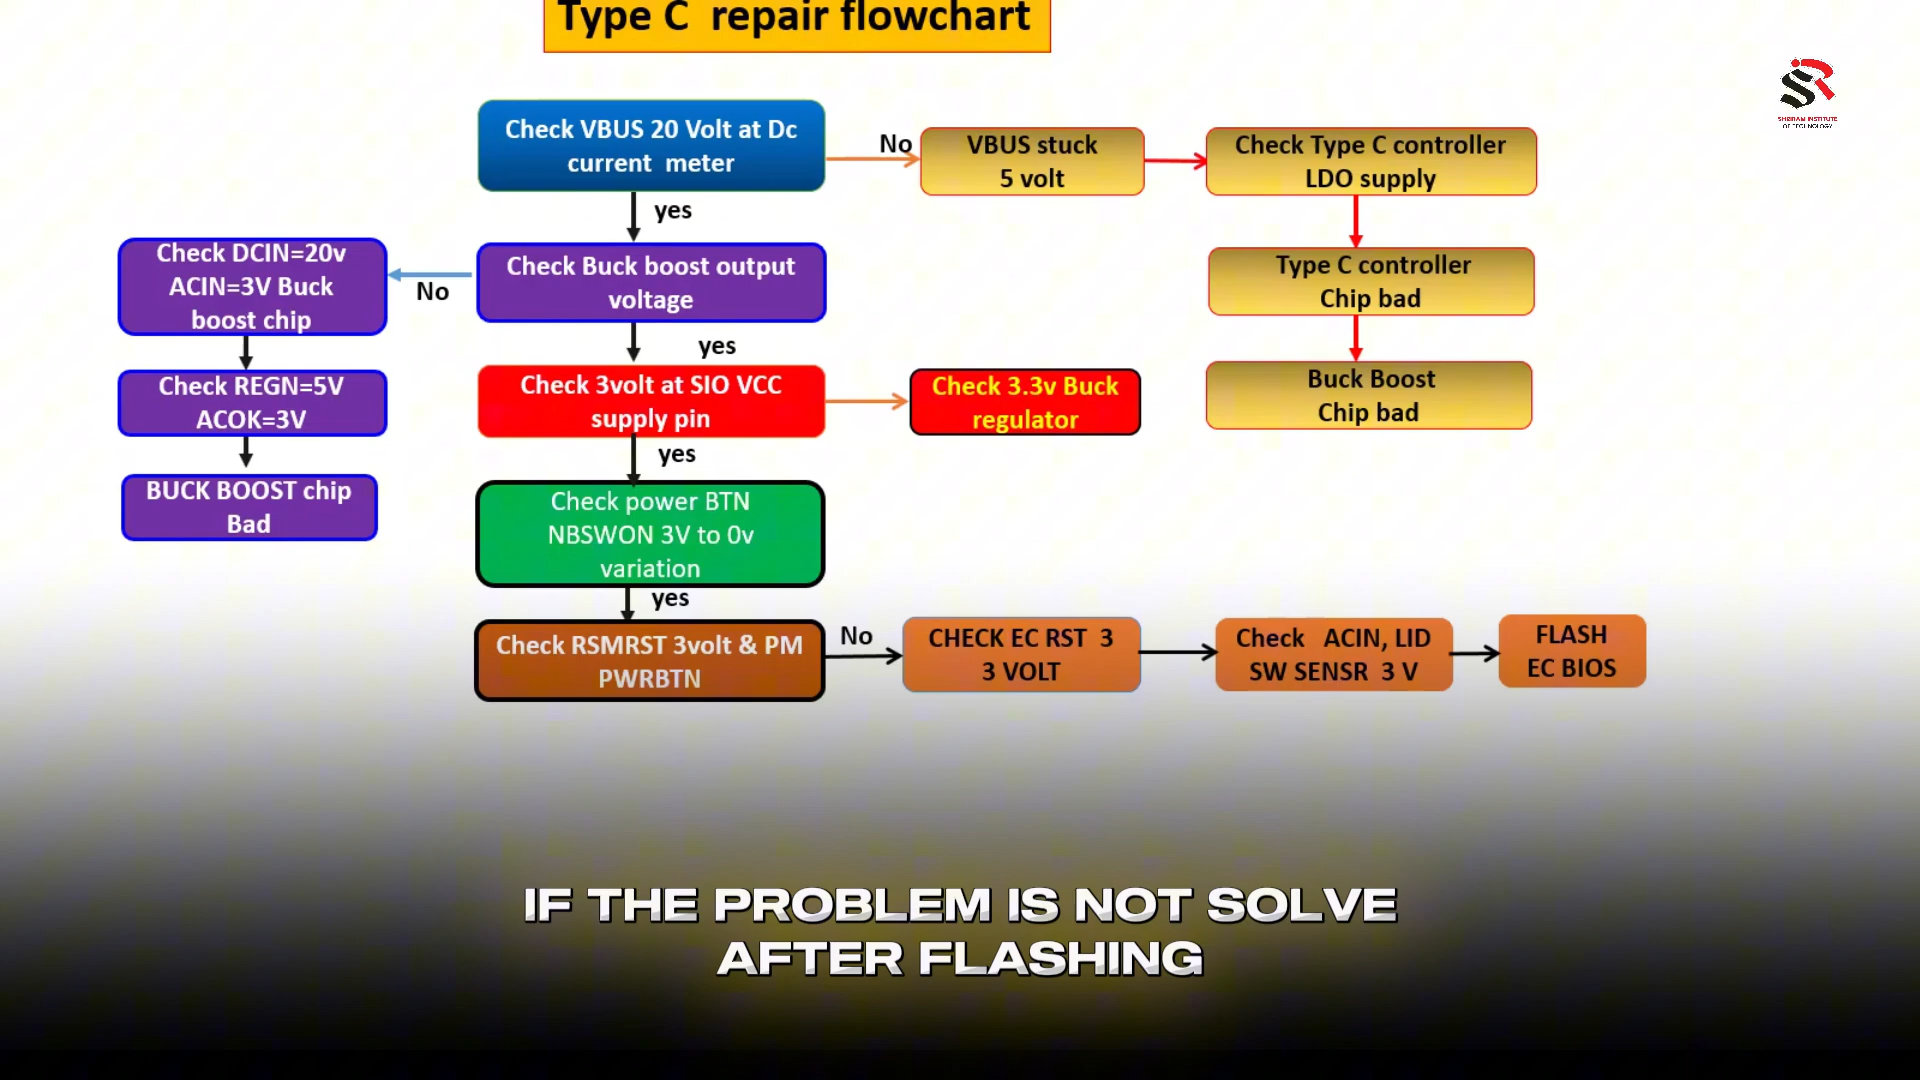 Type C repair flowchart
SHRIRAM INSTITUTE
OF TECHNOLOGY
Check VBUS 20 Volt at Dc
current meter
No
VBUS stuck
5 volt
Check Type C controller
LDO supply
yes
Check DCIN=20v
ACIN=3V Buck
boost chip
No
Check Buck boost output
voltage
Type C controller
Chip bad
yes
Check REGN=5V
ACOK=3V
Check 3volt at SIO VCC
supply pin
Check 3.3v Buck
regulator
Buck Boost
Chip bad
yes
BUCK BOOST chip
Bad
Check power BTN
NBSWON 3V to 0v
variation
yes
Check RSMRST 3volt & PM
PWRBTN
No
CHECK EC RST 3
3 VOLT
Check ACIN, LID
SW SENSR 3 V
FLASH
EC BIOS
IF THE PROBLEM IS NOT SOLVE
AFTER FLASHING